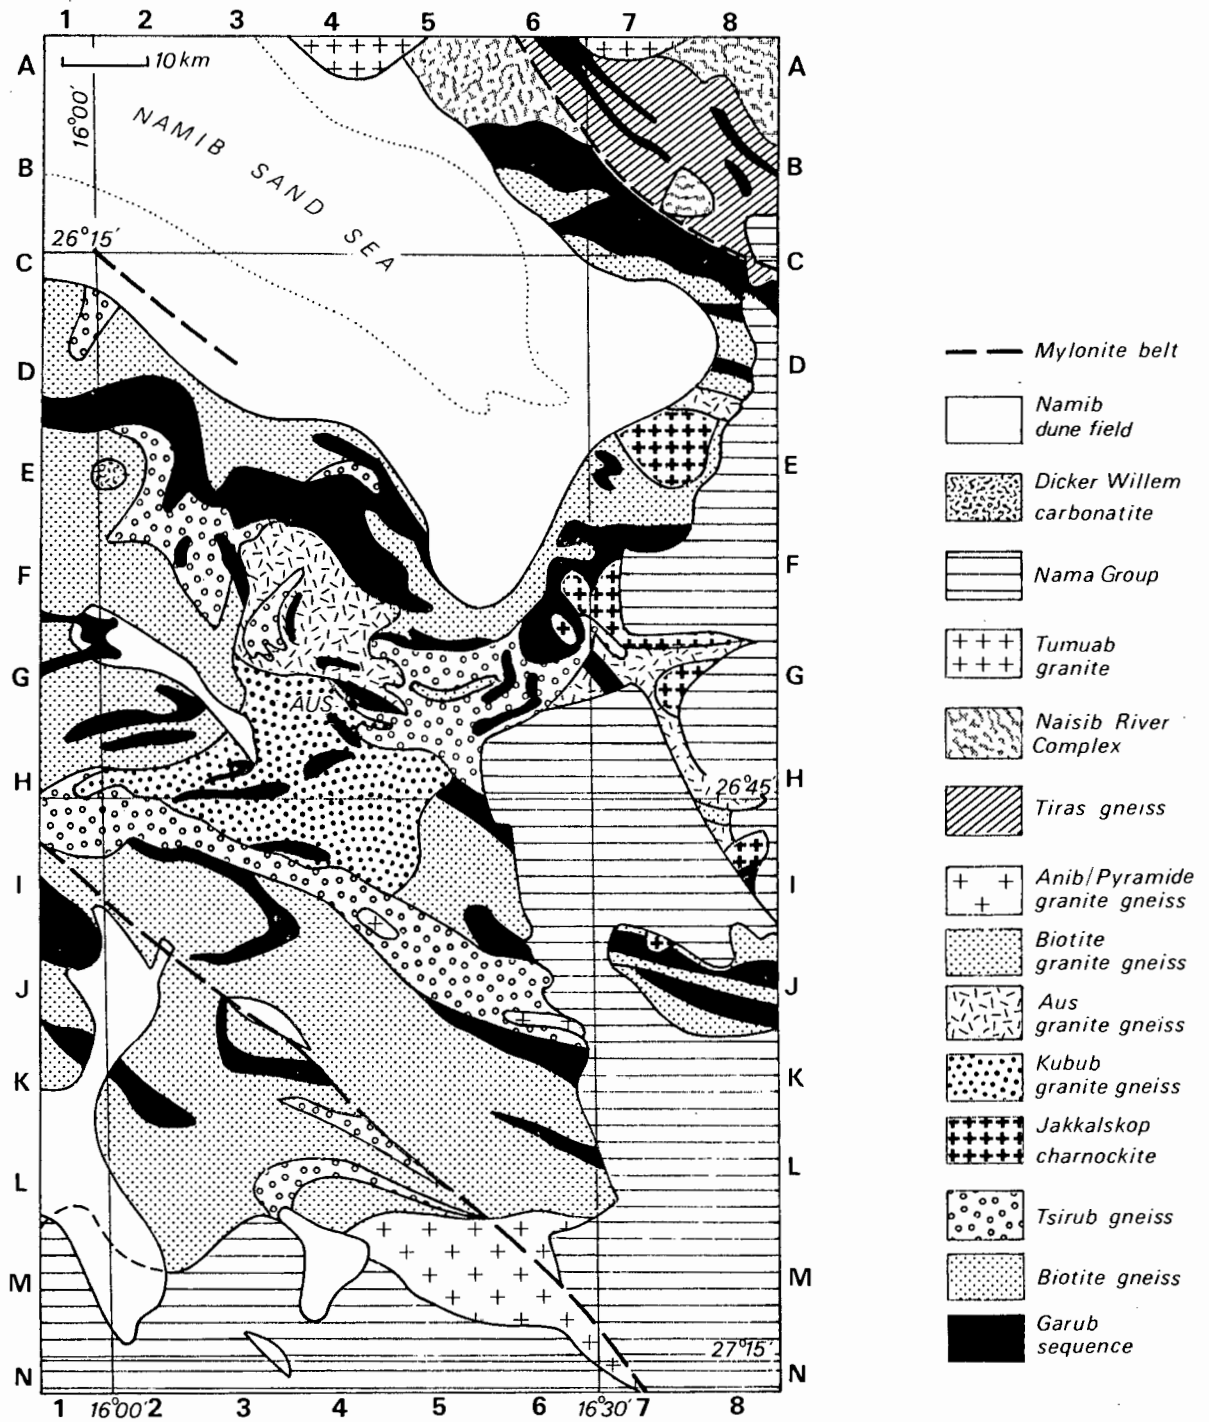 1 2 3 4 5 6 7 8
A A
10 km
16°00'
NAMIB SAND SEA
B B
26°15'
C C
D D
E E
F F
G G
AUS
H H
26°45'
I I
J J
K K
L L
M M
27°15'
N N
1 16°00' 2 3 4 5 6 16°30' 7 8
Mylonite belt
Namib
dune field
Dicker Willem
carbonatite
Nama Group
Tumuab
granite
Naisib River
Complex
Tiras gneiss
Anib/Pyramide
granite gneiss
Biotite
granite gneiss
Aus
granite gneiss
Kubub
granite gneiss
Jakkalskop
charnockite
Tsirub gneiss
Biotite gneiss
Garub
sequence